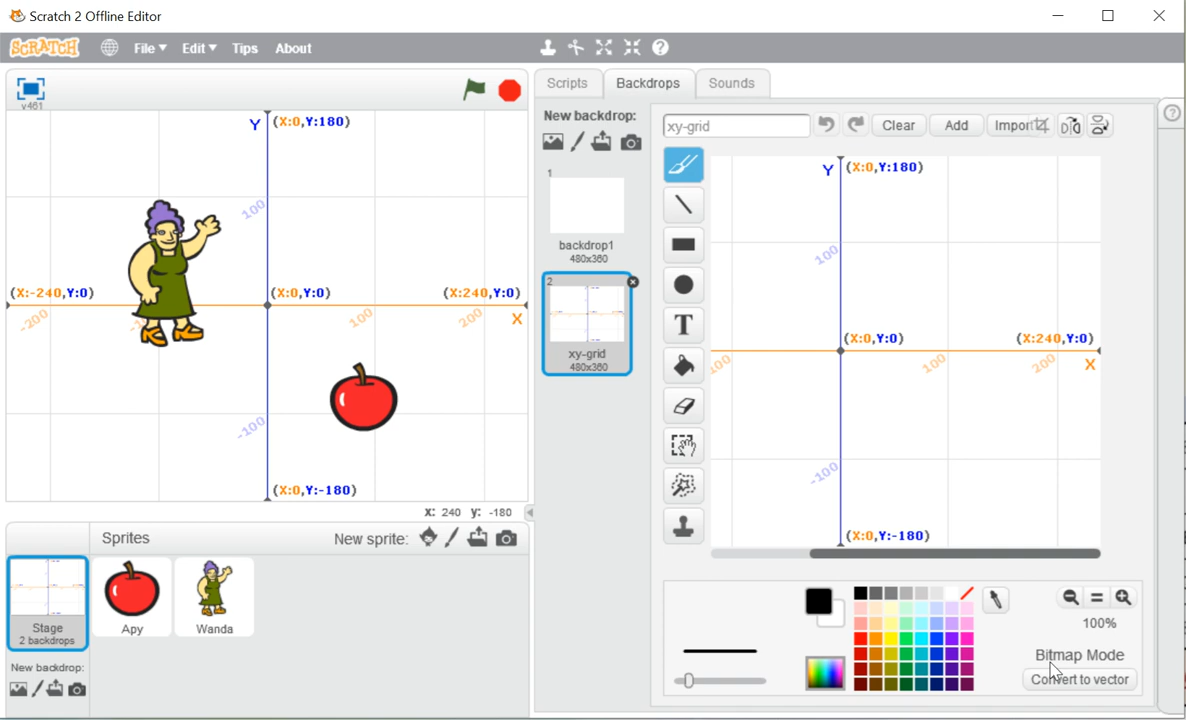 Scratch 2 Offline Editor
SCRATCH File Edit Tips About
v461
Scripts Backdrops Sounds
New backdrop:
xy-grid Clear Add Import
1
backdrop1
480x360
2
xy-grid
480x360
Y (X:0,Y:180)
100
(X:-240,Y:0) (X:0,Y:0) (X:240,Y:0)
-200 100 200 X
-100
(X:0,Y:-180)
X: 240 y: -180
Y (X:0,Y:180)
100
(X:0,Y:0) (X:240,Y:0)
100 200 X
-100
(X:0,Y:-180)
T
Sprites New sprite:
Stage
2 backdrops
Apy
Wanda
New backdrop:
100%
Bitmap Mode
Convert to vector